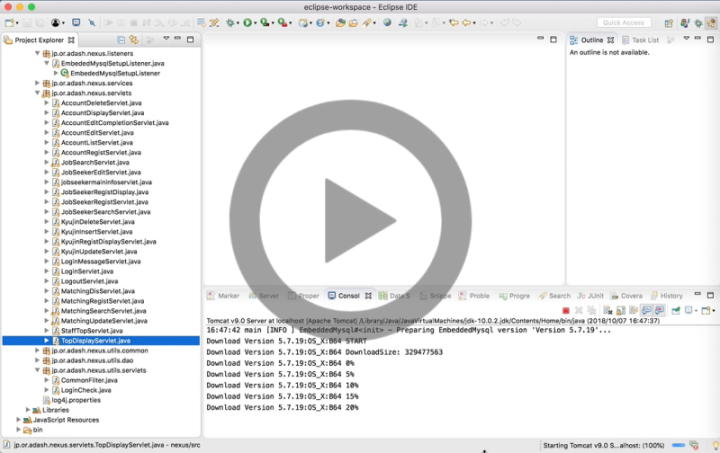 eclipse-workspace - Eclipse IDE
Quick Access
Project Explorer
jp.or.adash.nexus.listeners
EmbededMysqlSetupListener.java
EmbededMysqlSetupListener
jp.or.adash.nexus.services
jp.or.adash.nexus.servlets
AccountDeleteServlet.java
AccountDisplayServlet.java
AccountEditCompletionServlet.java
AccountEditServlet.java
AccountListServlet.java
AccountRegistServlet.java
JobSearchServlet.java
JobSeekerEditServlet.java
jobseekermaininfoservlet.java
JobSeekerRegistDisplay.java
JobSeekerRegistServlet.java
JobSeekerSearchServlet.java
KyujinDeleteServlet.java
KyujinInsertServlet.java
KyujinRegistDisplayServlet.java
KyujinUpdateServlet.java
LoginMessageServlet.java
LoginServlet.java
LogoutServlet.java
MatchingDisServlet.java
MatchingRegistServlet.java
MatchingSearchServlet.java
MatchingUpdateServlet.java
StaffTopServlet.java
TopDisplayServlet.java
jp.or.adash.nexus.utils.common
jp.or.adash.nexus.utils.dao
jp.or.adash.nexus.utils.servlets
CommonFilter.java
LoginCheck.java
log4j.properties
Libraries
JavaScript Resources
bin
Outline
Task List
An outline is not available.
Marker Server Proper Consol Data S Snippe Proble Progre Search JUnit Covera History
Tomcat v9.0 Server at localhost [Apache Tomcat] /Library/Java/JavaVirtualMachines/jdk-10.0.2.jdk/Contents/Home/bin/java (2018/10/07 16:47:37)
16:47:42 main [INFO ] EmbeddedMysql#<init> – Preparing EmbeddedMysql version 'Version 5.7.19'...
Download Version 5.7.19:OS_X:B64 START
Download Version 5.7.19:OS_X:B64 DownloadSize: 329477563
Download Version 5.7.19:OS_X:B64 0%
Download Version 5.7.19:OS_X:B64 5%
Download Version 5.7.19:OS_X:B64 10%
Download Version 5.7.19:OS_X:B64 15%
Download Version 5.7.19:OS_X:B64 20%
jp.or.adash.nexus.servlets.TopDisplayServlet.java - nexus/src
Starting Tomcat v9.0 S...alhost: (100%)